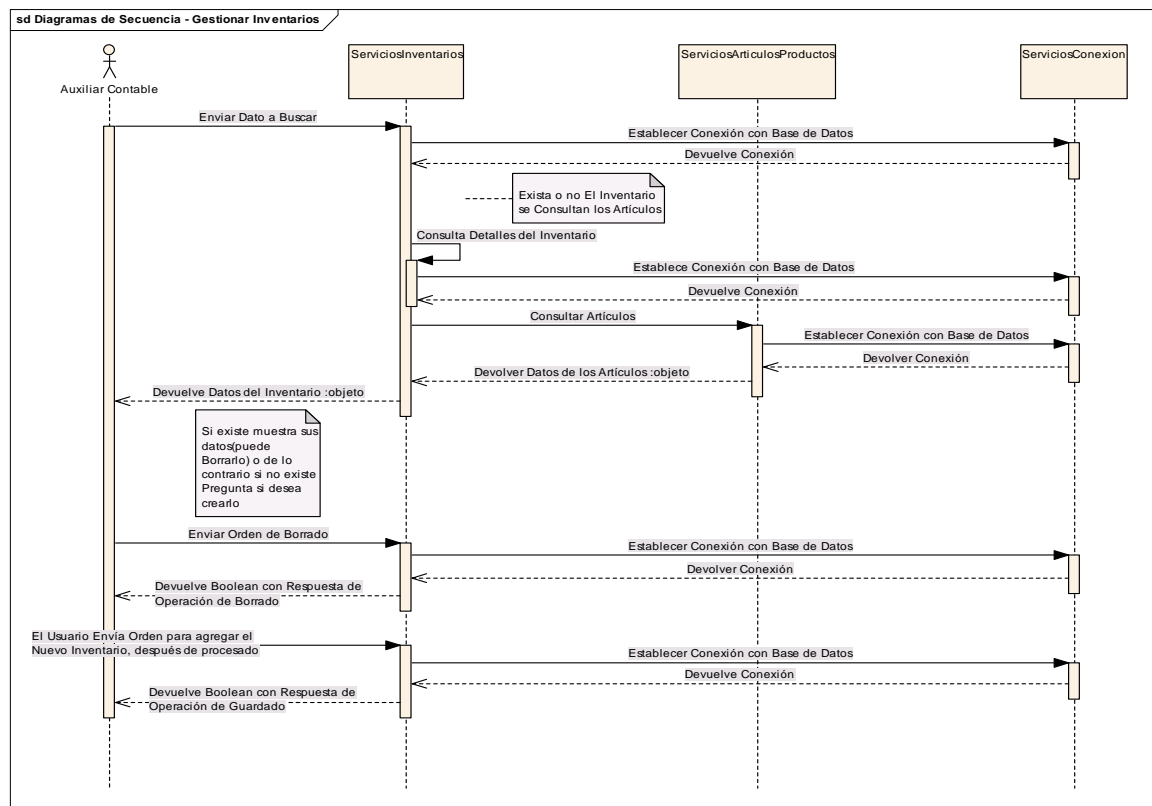 sd Diagramas de Secuencia - Gestionar Inventarios
Auxiliar Contable
ServiciosInventarios
ServiciosArticulosProductos
ServiciosConexion
Enviar Dato a Buscar
Establecer Conexión con Base de Datos
Devuelve Conexión
Exista o no El Inventario
se Consultan los Artículos
Consulta Detalles del Inventario
Establece Conexión con Base de Datos
Devuelve Conexión
Consultar Artículos
Establecer Conexión con Base de Datos
Devolver Conexión
Devolver Datos de los Artículos :objeto
Devuelve Datos del Inventario :objeto
Si existe muestra sus
datos(puede
Borrarlo) o de lo
contrario si no existe
Pregunta si desea
crearlo
Enviar Orden de Borrado
Establecer Conexión con Base de Datos
Devolver Conexión
Devuelve Boolean con Respuesta de
Operación de Borrado
El Usuario Envía Orden para agregar el
Nuevo Inventario, después de procesado
Establecer Conexión con Base de Datos
Devuelve Conexión
Devuelve Boolean con Respuesta de
Operación de Guardado